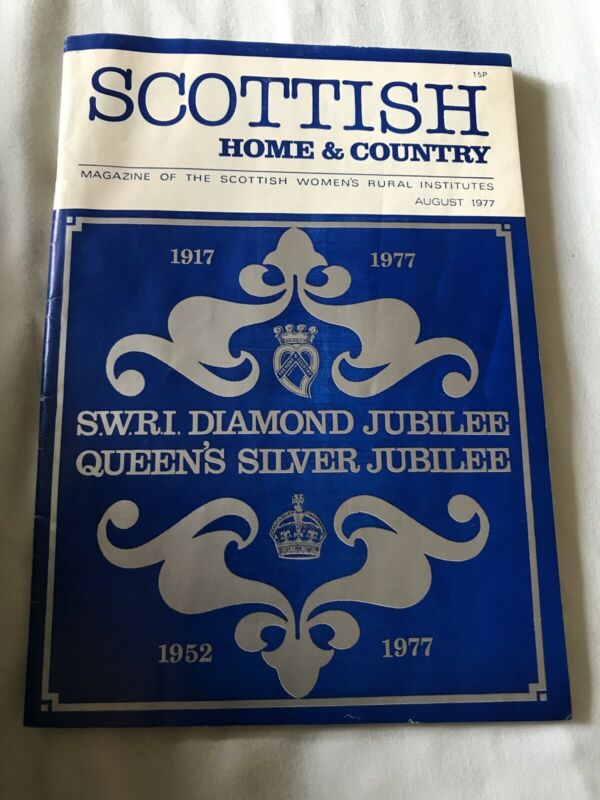 15P
SCOTTISH
HOME & COUNTRY
MAGAZINE OF THE SCOTTISH WOMEN'S RURAL INSTITUTES
AUGUST 1977
1917 1977
S.W.R.I. DIAMOND JUBILEE
QUEEN'S SILVER JUBILEE
1952 1977